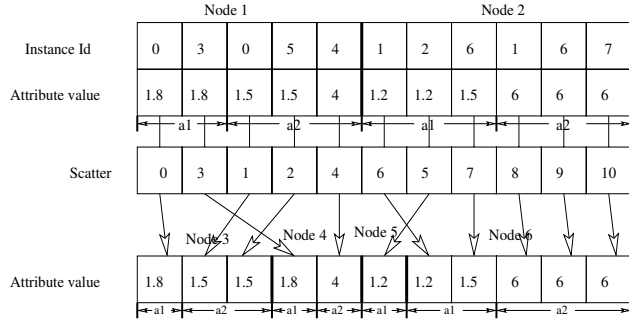 Node 1 Node 2
Instance Id 0 3 0 5 4 1 2 6 1 6 7
Attribute value 1.8 1.8 1.5 1.5 4 1.2 1.2 1.5 6 6 6
a1 a2 a1 a2
Scatter 0 3 1 2 4 6 5 7 8 9 10
Node 3 Node 4 Node 5 Node 6
Attribute value 1.8 1.5 1.5 1.8 4 1.2 1.2 1.5 6 6 6
a1 a2 a1 a2 a1 a1 a2